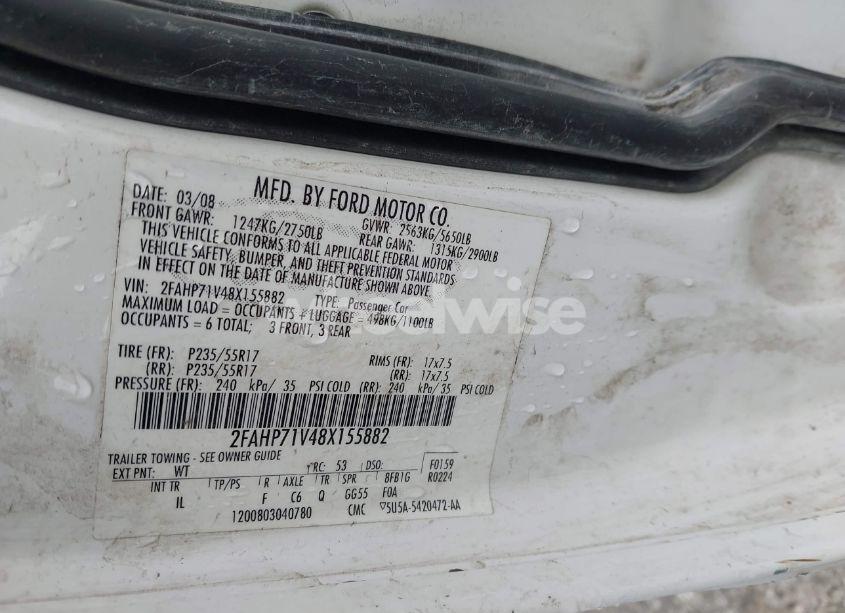 MFD. BY FORD MOTOR CO.
DATE: 03/08 GVWR: 2563KG/5650LB
FRONT GAWR: 1247KG/2750LB REAR GAWR: 1315KG/2900LB
THIS VEHICLE CONFORMS TO ALL APPLICABLE FEDERAL MOTOR
VEHICLE SAFETY, BUMPER, AND THEFT PREVENTION STANDARDS
IN EFFECT ON THE DATE OF MANUFACTURE SHOWN ABOVE.
VIN: 2FAHP71V48X155882 TYPE: Passenger Car
MAXIMUM LOAD = OCCUPANTS + LUGGAGE = 498KG/1100LB
OCCUPANTS = 6 TOTAL; 3 FRONT, 3 REAR
TIRE (FR): P235/55R17 RIMS (FR): 17x7.5
(RR): P235/55R17 (RR): 17x7.5
PRESSURE (FR): 240 kPa/ 35 PSI COLD (RR): 240 kPa/ 35 PSI COLD
2FAHP71V48X155882
TRAILER TOWING - SEE OWNER GUIDE
EXT PNT: WT RC: 53 DSO: F0159
R0224
INT TR TP/PS R AXLE TR SPR 8FB1G
IL F C6 Q GG55 F0A
1200803040780 CMC 5U5A-5420472-AA